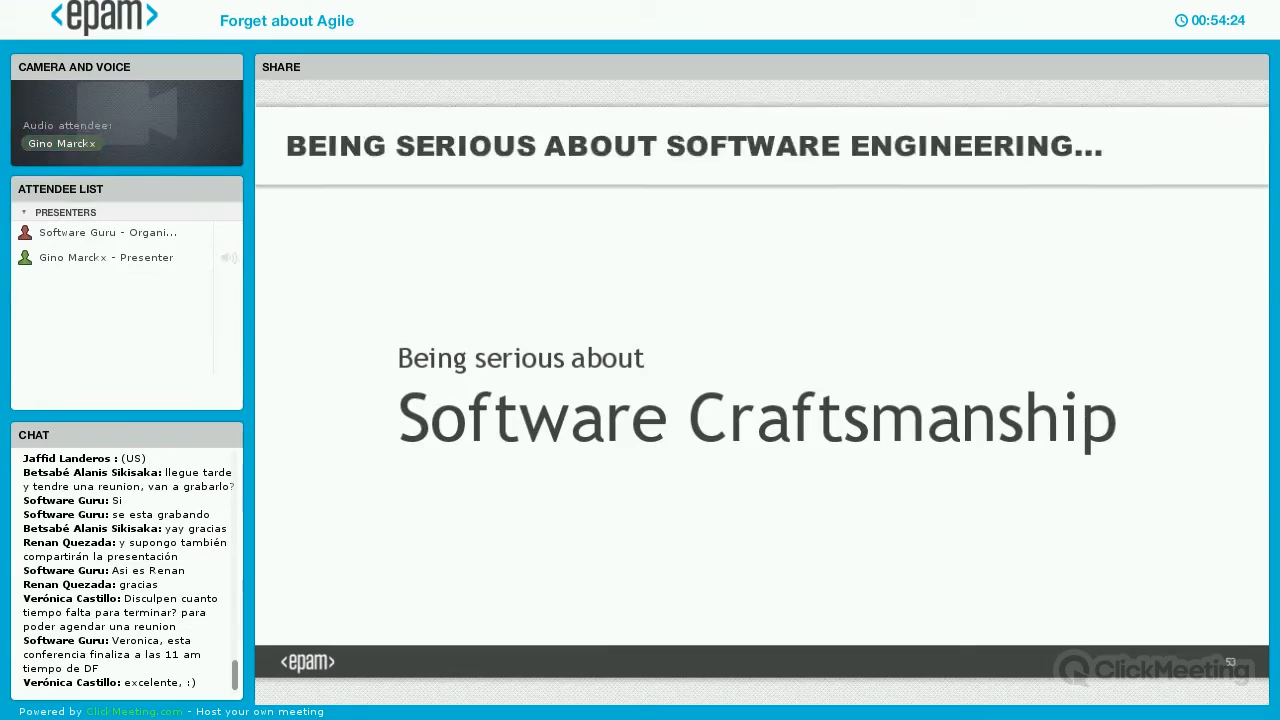 <epam>
Forget about Agile
00:54:24
CAMERA AND VOICE
Audio attendee:
Gino Marckx
ATTENDEE LIST
PRESENTERS
Software Guru - Organi...
Gino Marckx - Presenter
CHAT
Jaffid Landeros : (US)
Betsabé Alanis Sikisaka: llegue tarde
y tendre una reunion, van a grabarlo?
Software Guru: Si
Software Guru: se esta grabando
Betsabé Alanis Sikisaka: yay gracias
Renan Quezada: y supongo también
compartirán la presentación
Software Guru: Asi es Renan
Renan Quezada: gracias
Verónica Castillo: Disculpen cuanto
tiempo falta para terminar? para
poder agendar una reunion
Software Guru: Veronica, esta
conferencia finaliza a las 11 am
tiempo de DF
Verónica Castillo: excelente, :)
SHARE
BEING SERIOUS ABOUT SOFTWARE ENGINEERING...
Being serious about
Software Craftsmanship
<epam>
53
ClickMeeting
Powered by ClickMeeting.com - Host your own meeting